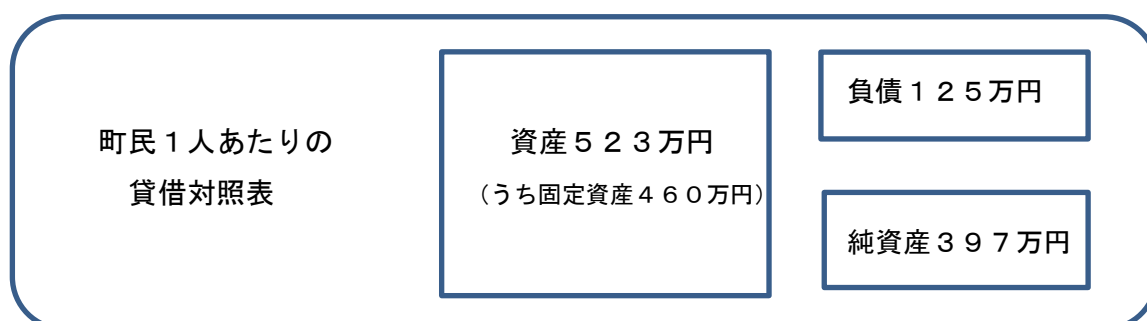 町民１人あたりの
貸借対照表
資産５２３万円
（うち固定資産４６０万円）
負債１２５万円
純資産３９７万円